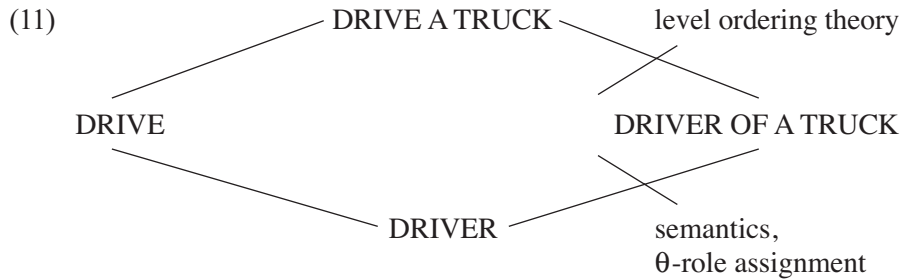 (11) DRIVE A TRUCK level ordering theory
DRIVE DRIVER OF A TRUCK
DRIVER
semantics,
θ-role assignment